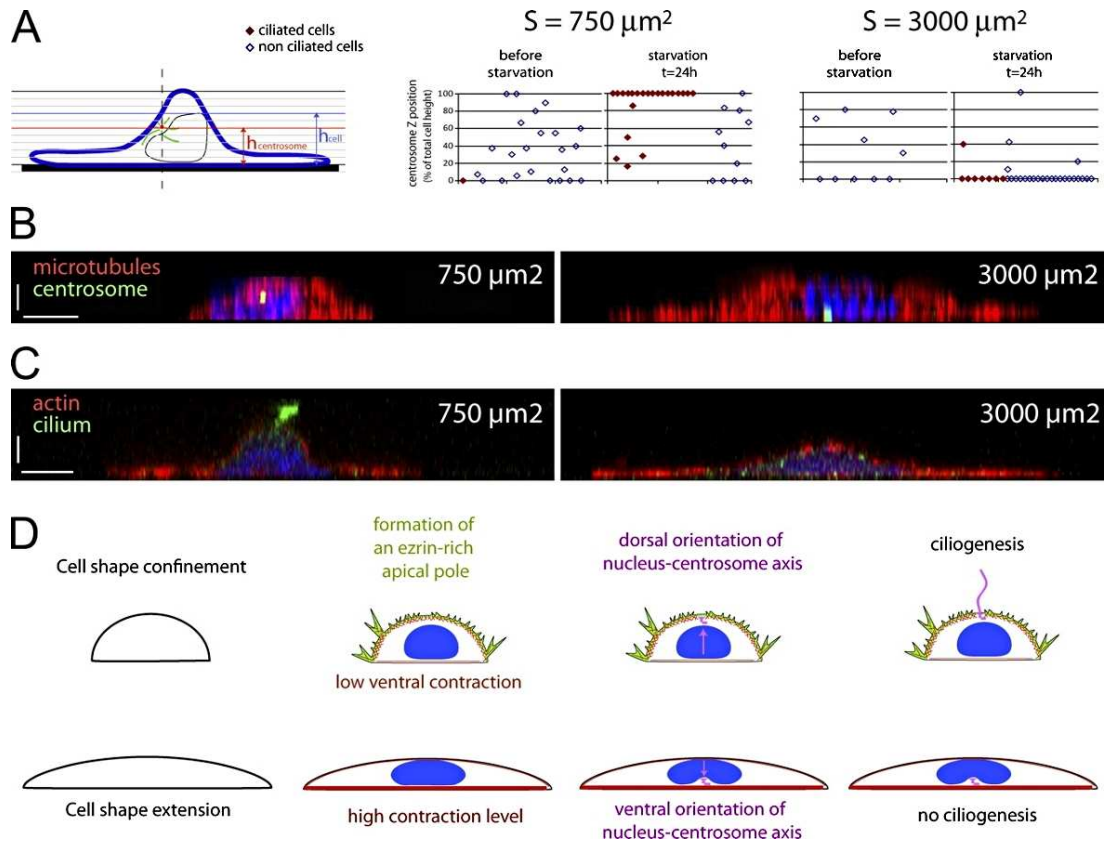 A
ciliated cells
non ciliated cells
hcell
hcentrosome
S = 750 µm²
S = 3000 µm²
before
starvation
starvation
t=24h
before
starvation
starvation
t=24h
centrosome Z position
(% of total cell height)
100
80
60
40
20
0
B
microtubules
centrosome
750 µm2
3000 µm2
C
actin
cilium
750 µm2
3000 µm2
D
Cell shape confinement
formation of
an ezrin-rich
apical pole
low ventral contraction
dorsal orientation of
nucleus-centrosome axis
ciliogenesis
Cell shape extension
high contraction level
ventral orientation of
nucleus-centrosome axis
no ciliogenesis